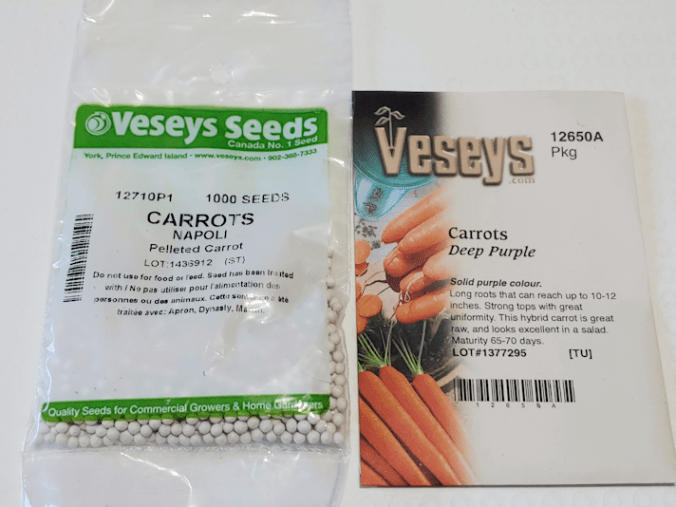 Veseys Seeds
Canada No. 1 Seed
York, Prince Edward Island • www.veseys.com • 902-368-7333
12710P1 1000 SEEDS
CARROTS
NAPOLI
Pelleted Carrot
LOT:1436912 (ST)
Do not use for food or feed. Seed has been treated
with / Ne pas utiliser pour l'alimentation des
personnes ou des animaux. Cette semence a été
traitée avec: Apron, Dynasty,
Quality Seeds for Commercial Growers & Home Gardeners
Veseys
.com
12650A
Pkg
Carrots
Deep Purple
Solid purple colour.
Long roots that can reach up to 10-12
inches. Strong tops with great
uniformity. This hybrid carrot is great
raw, and looks excellent in a salad.
Maturity 65-70 days.
LOT#1377295 [TU]
1 2 6 5 0 A